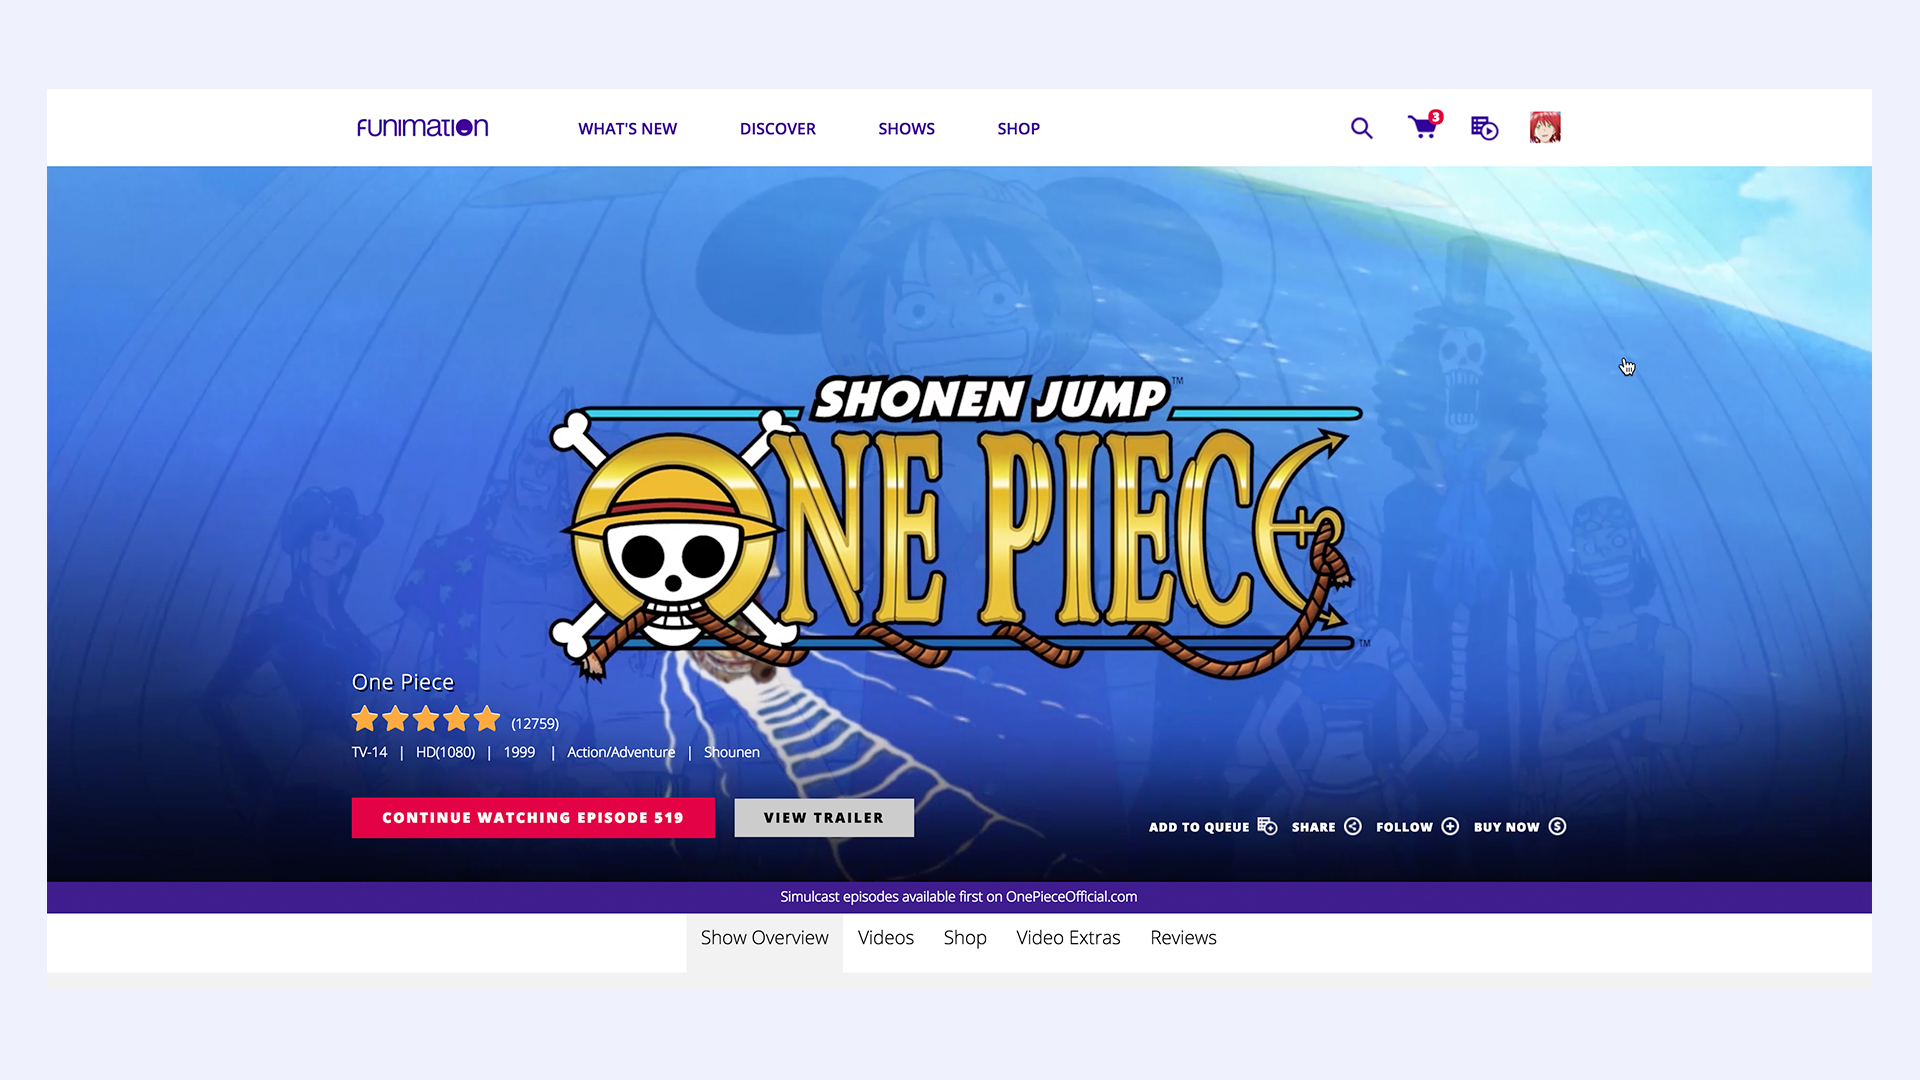 FUNIMATION
WHAT'S NEW
DISCOVER
SHOWS
SHOP
3
SHONEN JUMP™
ONE PIECE™
One Piece
(12759)
TV-14 | HD(1080) | 1999 | Action/Adventure | Shounen
CONTINUE WATCHING EPISODE 519
VIEW TRAILER
ADD TO QUEUE
SHARE
FOLLOW
BUY NOW
Simulcast episodes available first on OnePieceOfficial.com
Show Overview
Videos
Shop
Video Extras
Reviews